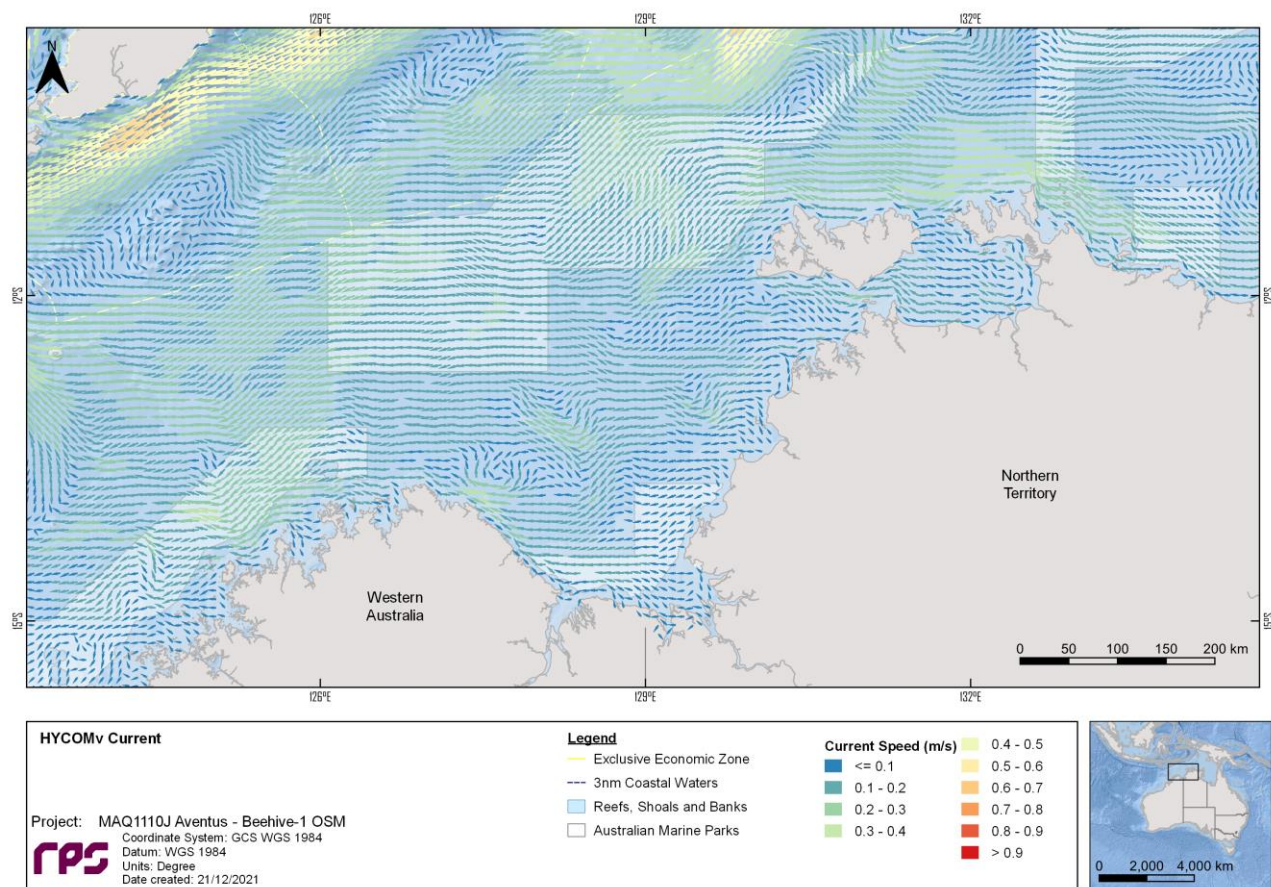 126°E 129°E 132°E
N
12°S 12°S
Northern
Territory
Western
Australia
15°S 15°S
0 50 100 150 200 km
126°E 129°E 132°E
HYCOMv Current
Legend
Exclusive Economic Zone
3nm Coastal Waters
Reefs, Shoals and Banks
Australian Marine Parks
Current Speed (m/s)
<= 0.1
0.1 - 0.2
0.2 - 0.3
0.3 - 0.4
0.4 - 0.5
0.5 - 0.6
0.6 - 0.7
0.7 - 0.8
0.8 - 0.9
> 0.9
Project: MAQ1110J Aventus - Beehive-1 OSM
rps
Coordinate System: GCS WGS 1984
Datum: WGS 1984
Units: Degree
Date created: 21/12/2021
0 2,000 4,000 km